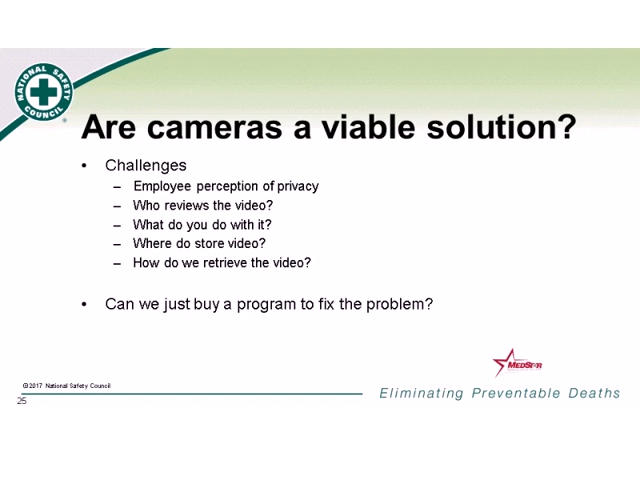 NATIONAL SAFETY COUNCIL
®
Are cameras a viable solution?
• Challenges
– Employee perception of privacy
– Who reviews the video?
– What do you do with it?
– Where do store video?
– How do we retrieve the video?
• Can we just buy a program to fix the problem?
MEDSTAR
©2017 National Safety Council
25
Eliminating Preventable Deaths